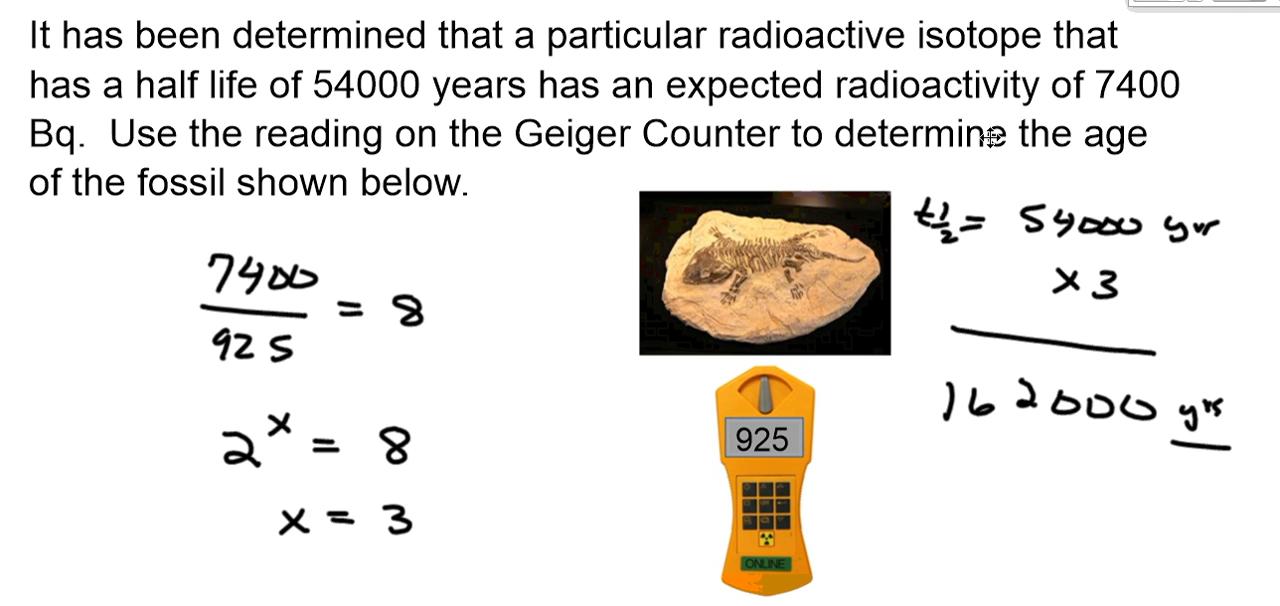 It has been determined that a particular radioactive isotope that
has a half life of 54000 years has an expected radioactivity of 7400
Bq. Use the reading on the Geiger Counter to determine the age
of the fossil shown below.
7400
925
= 8
2^x = 8
x = 3
925
ONLINE
t½ = 54000 yr
x 3
162000 yrs